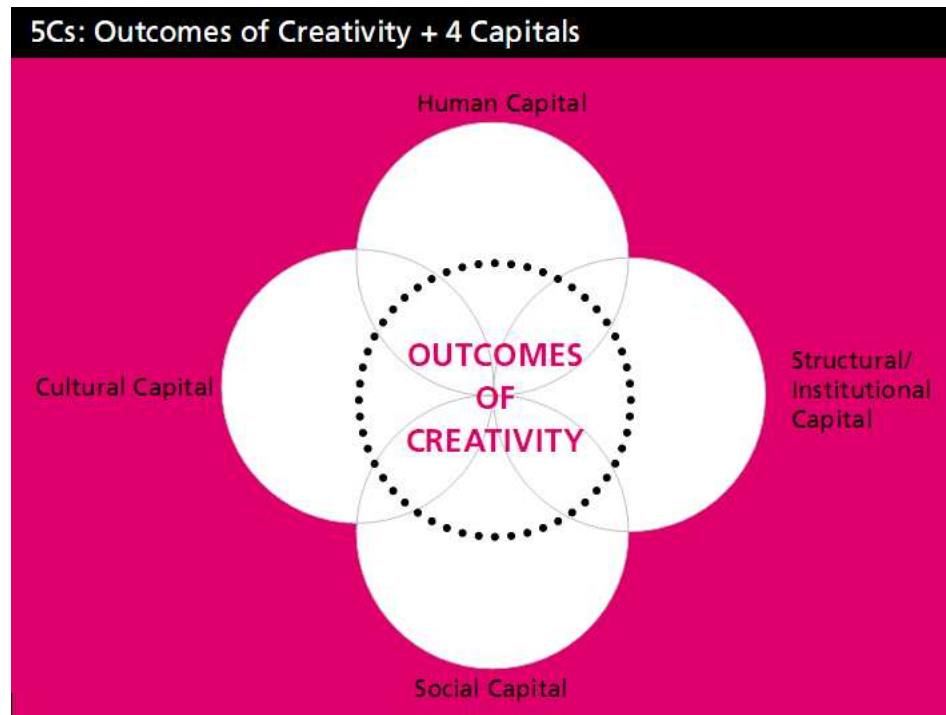 5Cs: Outcomes of Creativity + 4 Capitals
Human Capital
OUTCOMES
OF
CREATIVITY
Cultural Capital
Structural/
Institutional
Capital
Social Capital